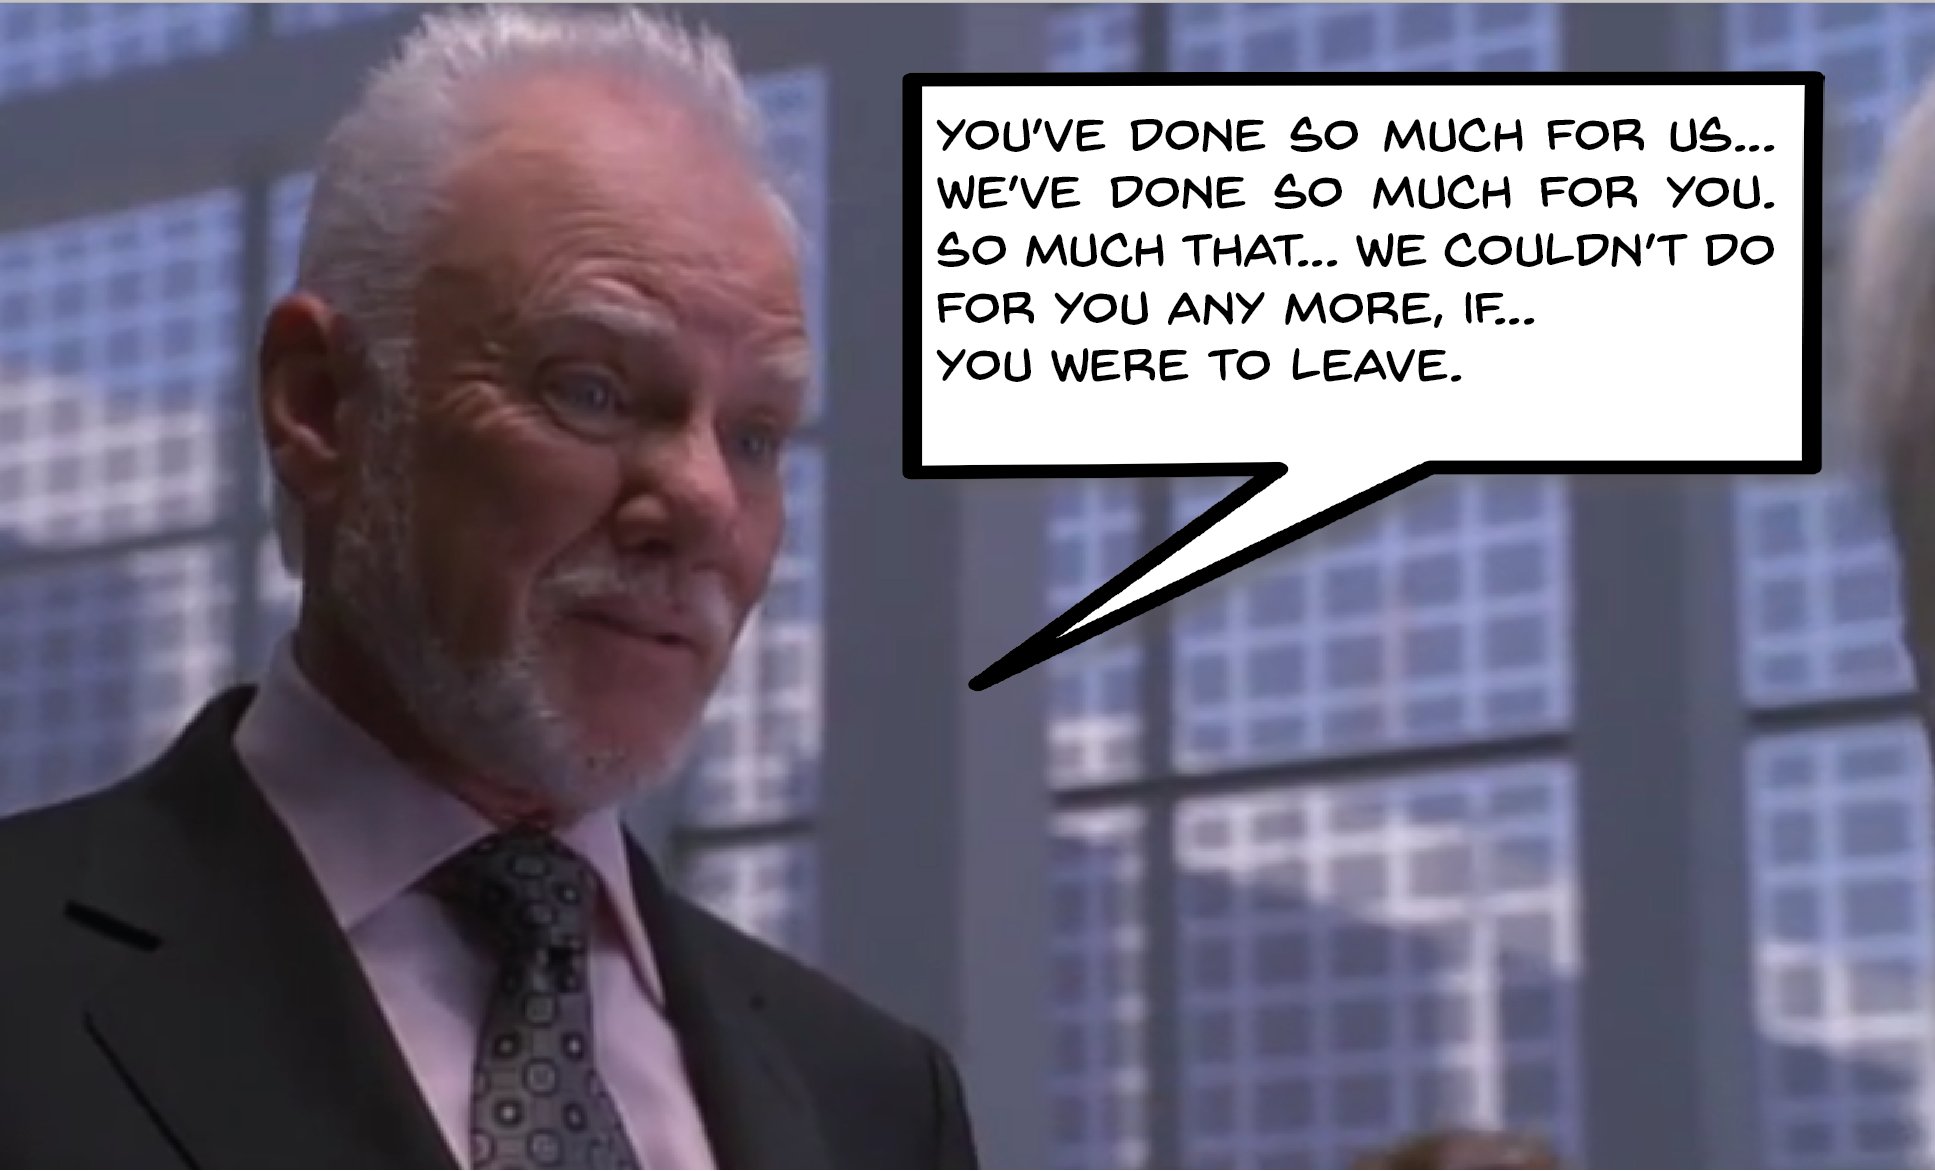 YOU'VE DONE SO MUCH FOR US...
WE'VE DONE SO MUCH FOR YOU.
SO MUCH THAT... WE COULDN'T DO
FOR YOU ANY MORE, IF...
YOU WERE TO LEAVE.